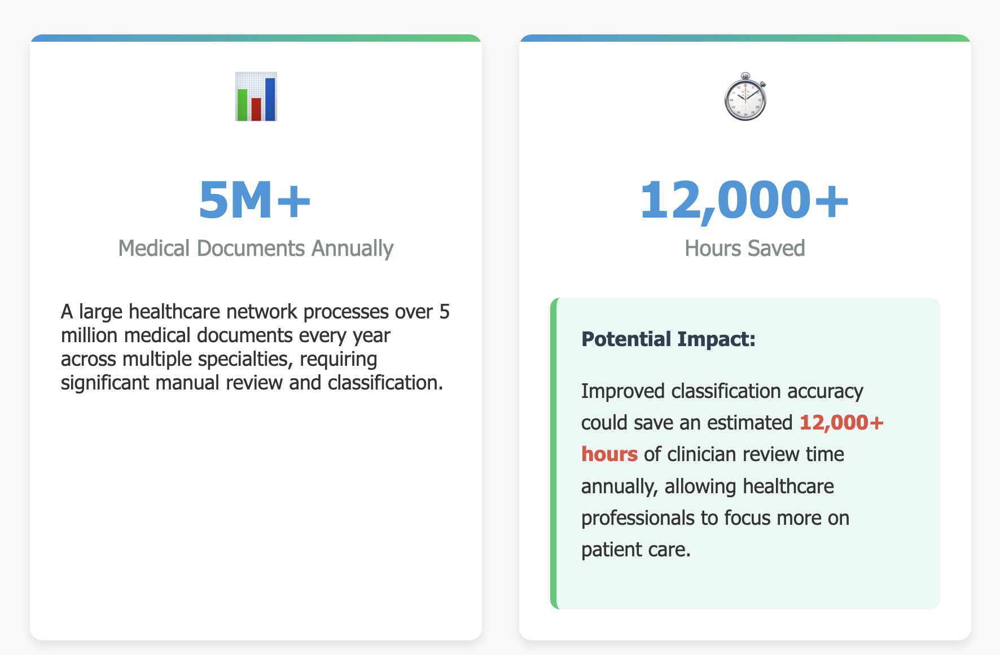 5M+
Medical Documents Annually
A large healthcare network processes over 5
million medical documents every year
across multiple specialties, requiring
significant manual review and classification.
12,000+
Hours Saved
Potential Impact:
Improved classification accuracy
could save an estimated 12,000+
hours of clinician review time
annually, allowing healthcare
professionals to focus more on
patient care.